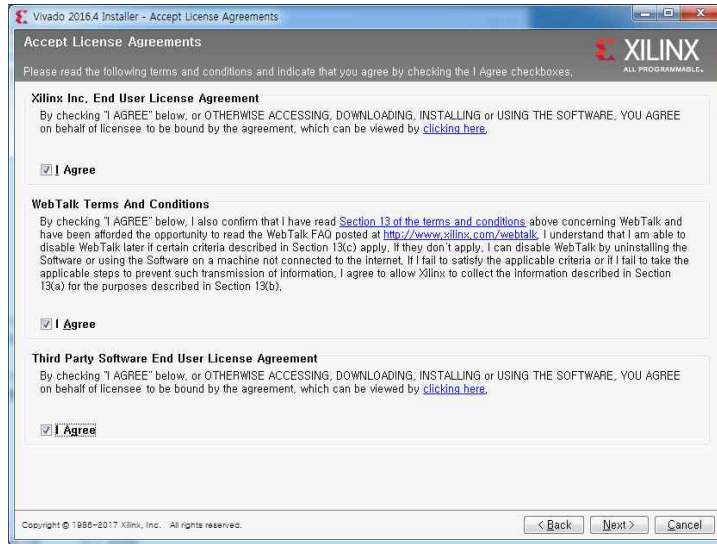 Vivado 2016.4 Installer - Accept License Agreements
Accept License Agreements
XILINX
ALL PROGRAMMABLE.
Please read the following terms and conditions and indicate that you agree by checking the I Agree checkboxes.
Xilinx Inc. End User License Agreement
By checking "I AGREE" below, or OTHERWISE ACCESSING, DOWNLOADING, INSTALLING or USING THE SOFTWARE, YOU AGREE
on behalf of licensee to be bound by the agreement, which can be viewed by clicking here.
I Agree
WebTalk Terms And Conditions
By checking "I AGREE" below, I also confirm that I have read Section 13 of the terms and conditions above concerning WebTalk and
have been afforded the opportunity to read the WebTalk FAQ posted at http://www.xilinx.com/webtalk. I understand that I am able to
disable WebTalk later if certain criteria described in Section 13(c) apply. If they don't apply, I can disable WebTalk by uninstalling the
Software or using the Software on a machine not connected to the internet. If I fail to satisfy the applicable criteria or if I fail to take the
applicable steps to prevent such transmission of information, I agree to allow Xilinx to collect the information described in Section
13(a) for the purposes described in Section 13(b).
I Agree
Third Party Software End User License Agreement
By checking "I AGREE" below, or OTHERWISE ACCESSING, DOWNLOADING, INSTALLING or USING THE SOFTWARE, YOU AGREE
on behalf of licensee to be bound by the agreement, which can be viewed by clicking here.
I Agree
Copyright © 1986-2017 Xilinx, Inc. All rights reserved.
< Back Next > Cancel